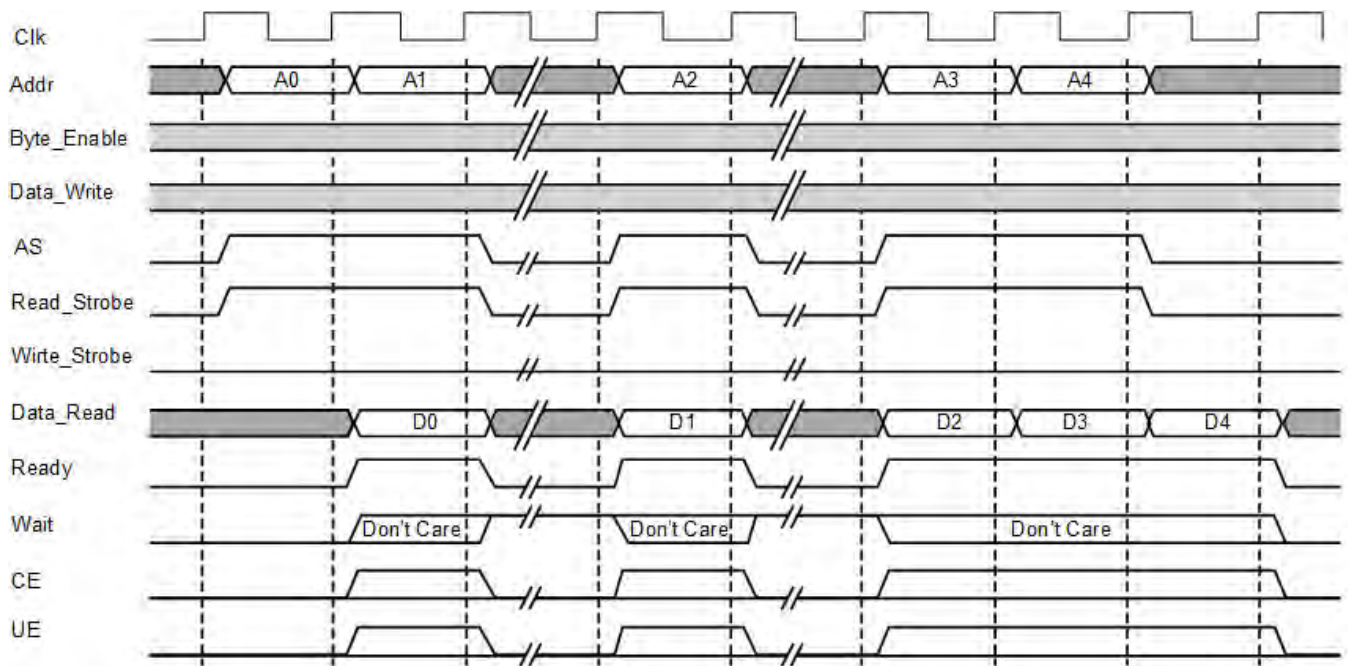 Clk
Addr A0 A1 A2 A3 A4
Byte_Enable
Data_Write
AS
Read_Strobe
Wirte_Strobe
Data_Read D0 D1 D2 D3 D4
Ready
Wait Don't Care Don't Care Don't Care
CE
UE